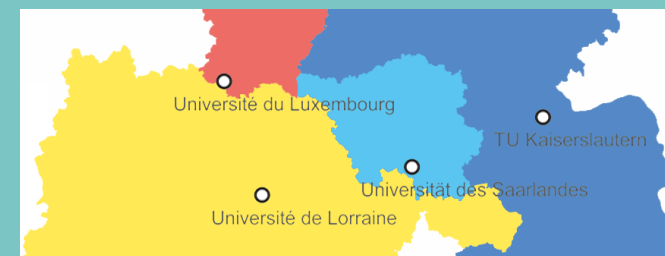 Université du Luxembourg
TU Kaiserslautern
Universität des Saarlandes
Université de Lorraine